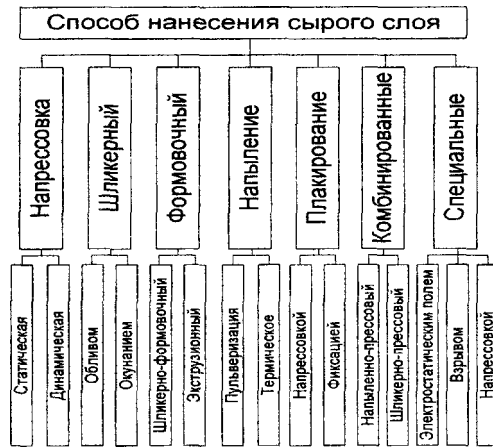 Способ нанесения сырого слоя
Напрессовка
Шликерный
Формовочный
Напыление
Плакирование
Комбинированные
Специальные
Статическая
Динамическая
Обливом
Окунанием
Шликерно-формовочный
Экструзионный
Пульверизация
Термическое
Напрессовкой
Фиксацией
Напыленно-прессовый
Шликерно-прессовый
Электростатическим полем
Взрывом
Напрессовкой